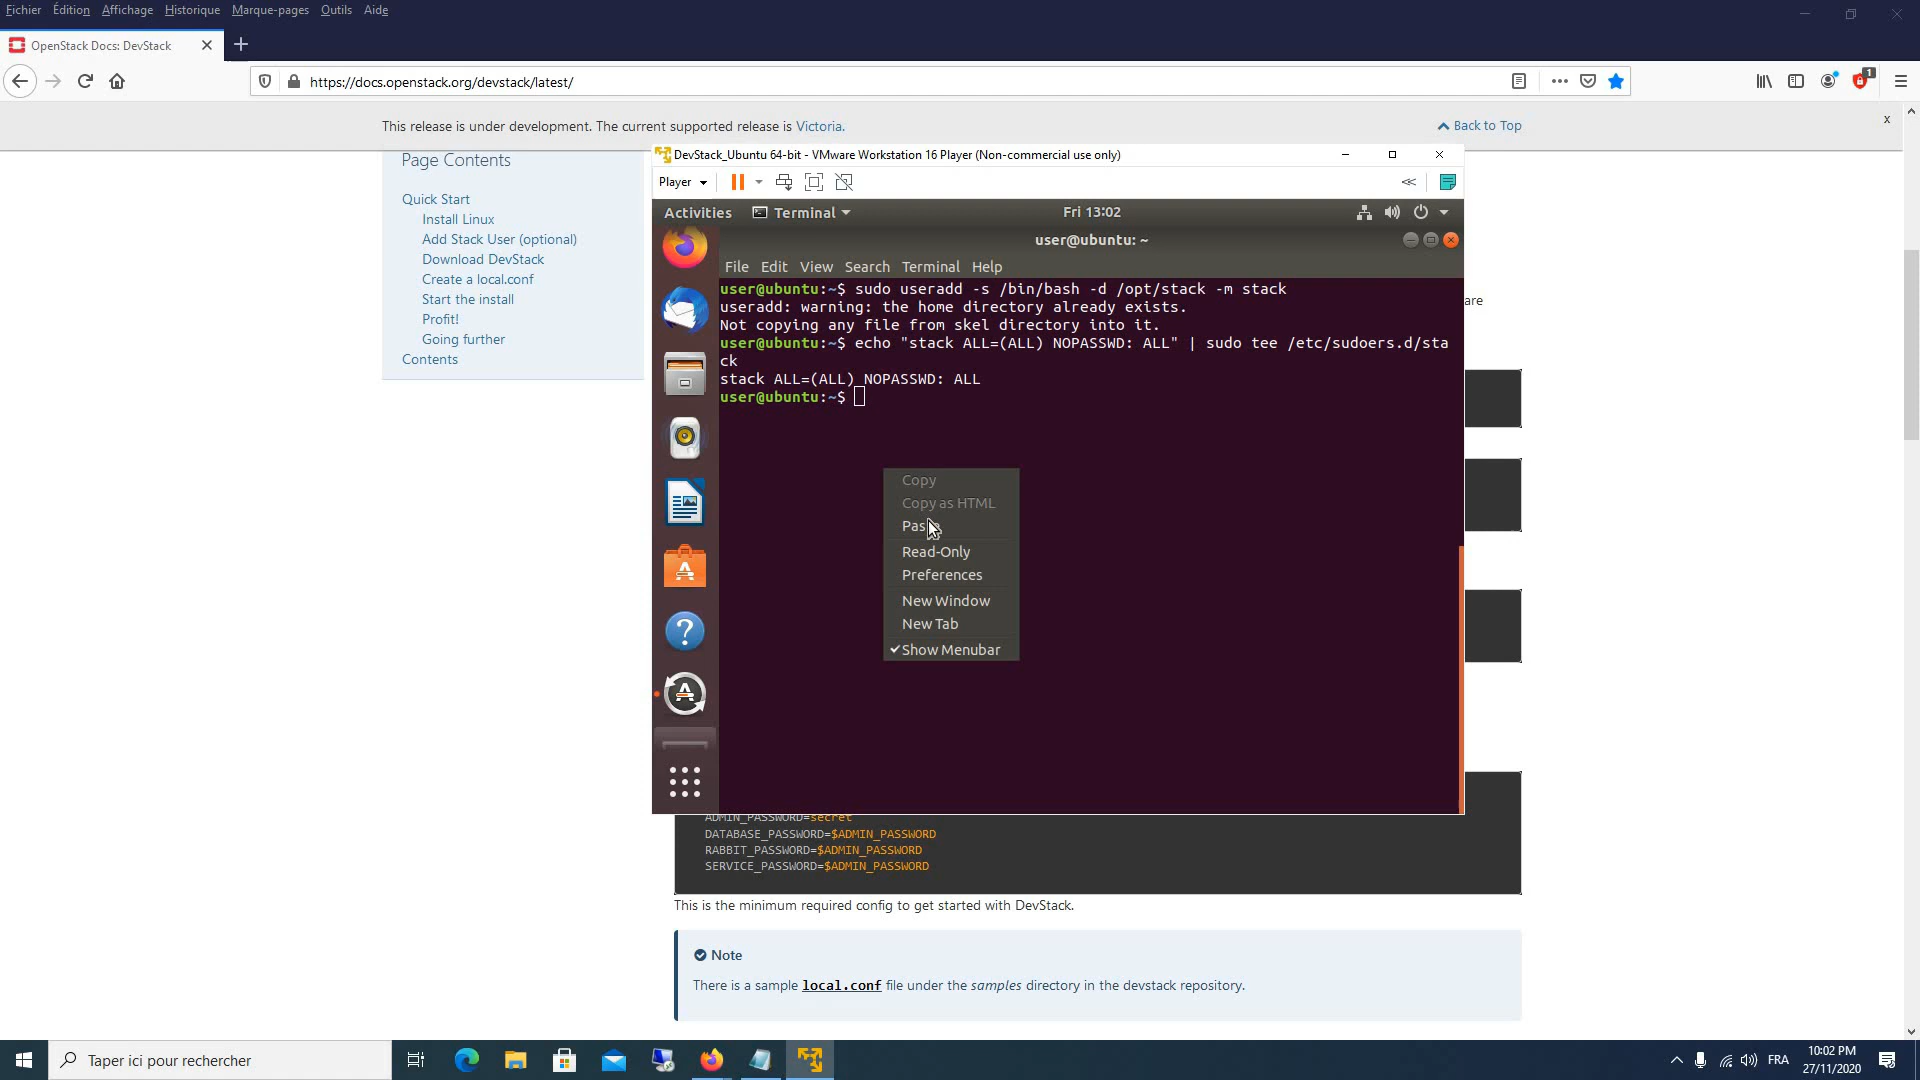 Fichier Édition Affichage Historique Marque-pages Outils Aide
OpenStack Docs: DevStack
https://docs.openstack.org/devstack/latest/
1
This release is under development. The current supported release is Victoria.
Back to Top
x
Page Contents
Quick Start
Install Linux
Add Stack User (optional)
Download DevStack
Create a local.conf
Start the install
Profit!
Going further
Contents
DevStack_Ubuntu 64-bit - VMware Workstation 16 Player (Non-commercial use only)
Player
Activities Terminal Fri 13:02
user@ubuntu: ~
File Edit View Search Terminal Help
user@ubuntu:~$ sudo useradd -s /bin/bash -d /opt/stack -m stack
useradd: warning: the home directory already exists.
Not copying any file from skel directory into it.
user@ubuntu:~$ echo "stack ALL=(ALL) NOPASSWD: ALL" | sudo tee /etc/sudoers.d/sta
ck
stack ALL=(ALL) NOPASSWD: ALL
user@ubuntu:~$
Copy
Copy as HTML
Paste
Read-Only
Preferences
New Window
New Tab
Show Menubar
are
ADMIN_PASSWORD=secret
DATABASE_PASSWORD=$ADMIN_PASSWORD
RABBIT_PASSWORD=$ADMIN_PASSWORD
SERVICE_PASSWORD=$ADMIN_PASSWORD
This is the minimum required config to get started with DevStack.
Note
There is a sample local.conf file under the samples directory in the devstack repository.
Taper ici pour rechercher
FRA
10:02 PM
27/11/2020